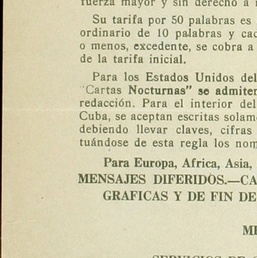 fuerza mayor y sin derecho a
Su tarifa por 50 palabras es
ordinario de 10 palabras y ca
o menos, excedente, se cobra a
de la tarifa inicial.
Para los Estados Unidos del
"Cartas Nocturnas" se admiten
redacción. Para el interior del
Cuba, se aceptan escritas solam
debiendo llevar claves, cifras
tuándose de esta regla los nom
Para Europa, Africa, Asia,
MENSAJES DIFERIDOS.—CA
GRAFICAS Y DE FIN DE